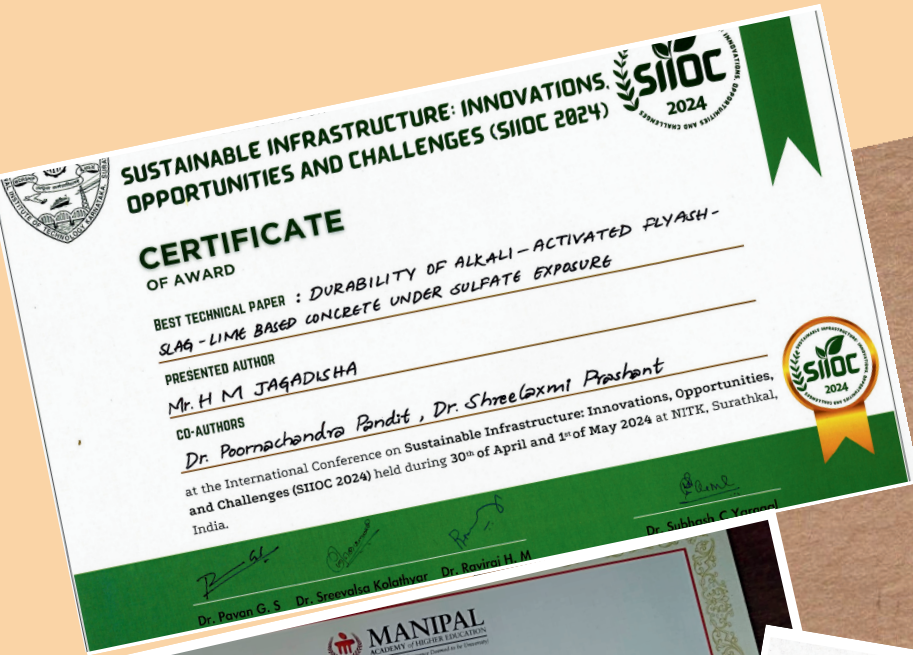 SUSTAINABLE INFRASTRUCTURE: INNOVATIONS,
OPPORTUNITIES AND CHALLENGES (SIIOC 2024)
SIIOC
2024
CERTIFICATE
OF AWARD
BEST TECHNICAL PAPER : DURABILITY OF ALKALI-ACTIVATED FLYASH-
SLAG-LIME BASED CONCRETE UNDER SULFATE EXPOSURE
PRESENTED AUTHOR
Mr. H M JAGADISHA
CO-AUTHORS
Dr. Poornachandra Pandit, Dr. Shreelaxmi Prashant
at the International Conference on Sustainable Infrastructure: Innovations, Opportunities,
and Challenges (SIIOC 2024) held during 30th of April and 1st of May 2024 at NITK, Surathkal,
India.
SIIOC
2024
Dr. Pavan G. S Dr. Sreevalsa Kolathyar Dr. Raviraj H. M Dr. Subhash C Yaragal
MANIPAL
ACADEMY of HIGHER EDUCATION